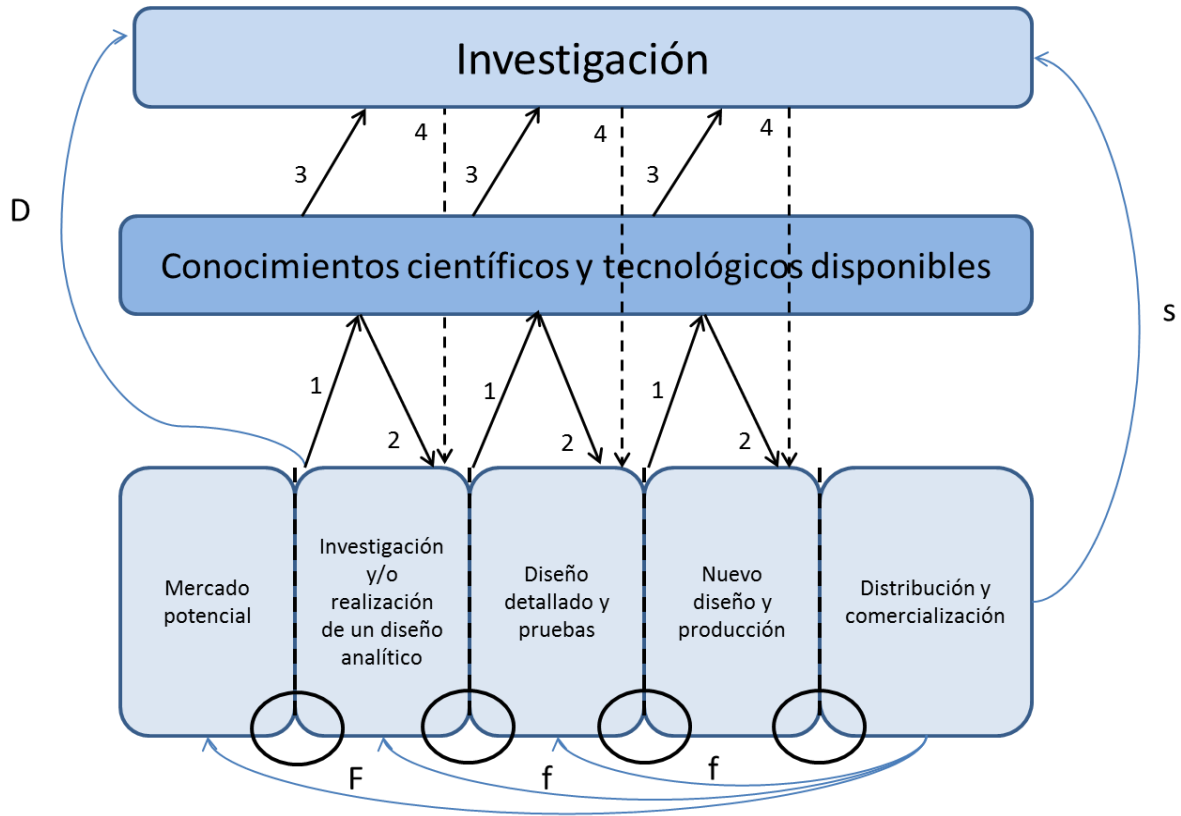 Investigación
3
4
3
4
3
4
D
s
Conocimientos científicos y tecnológicos disponibles
1
2
1
2
1
2
Mercado
potencial
Investigación
y/o
realización
de un diseño
analítico
Diseño
detallado y
pruebas
Nuevo
diseño y
producción
Distribución y
comercialización
F
f
f